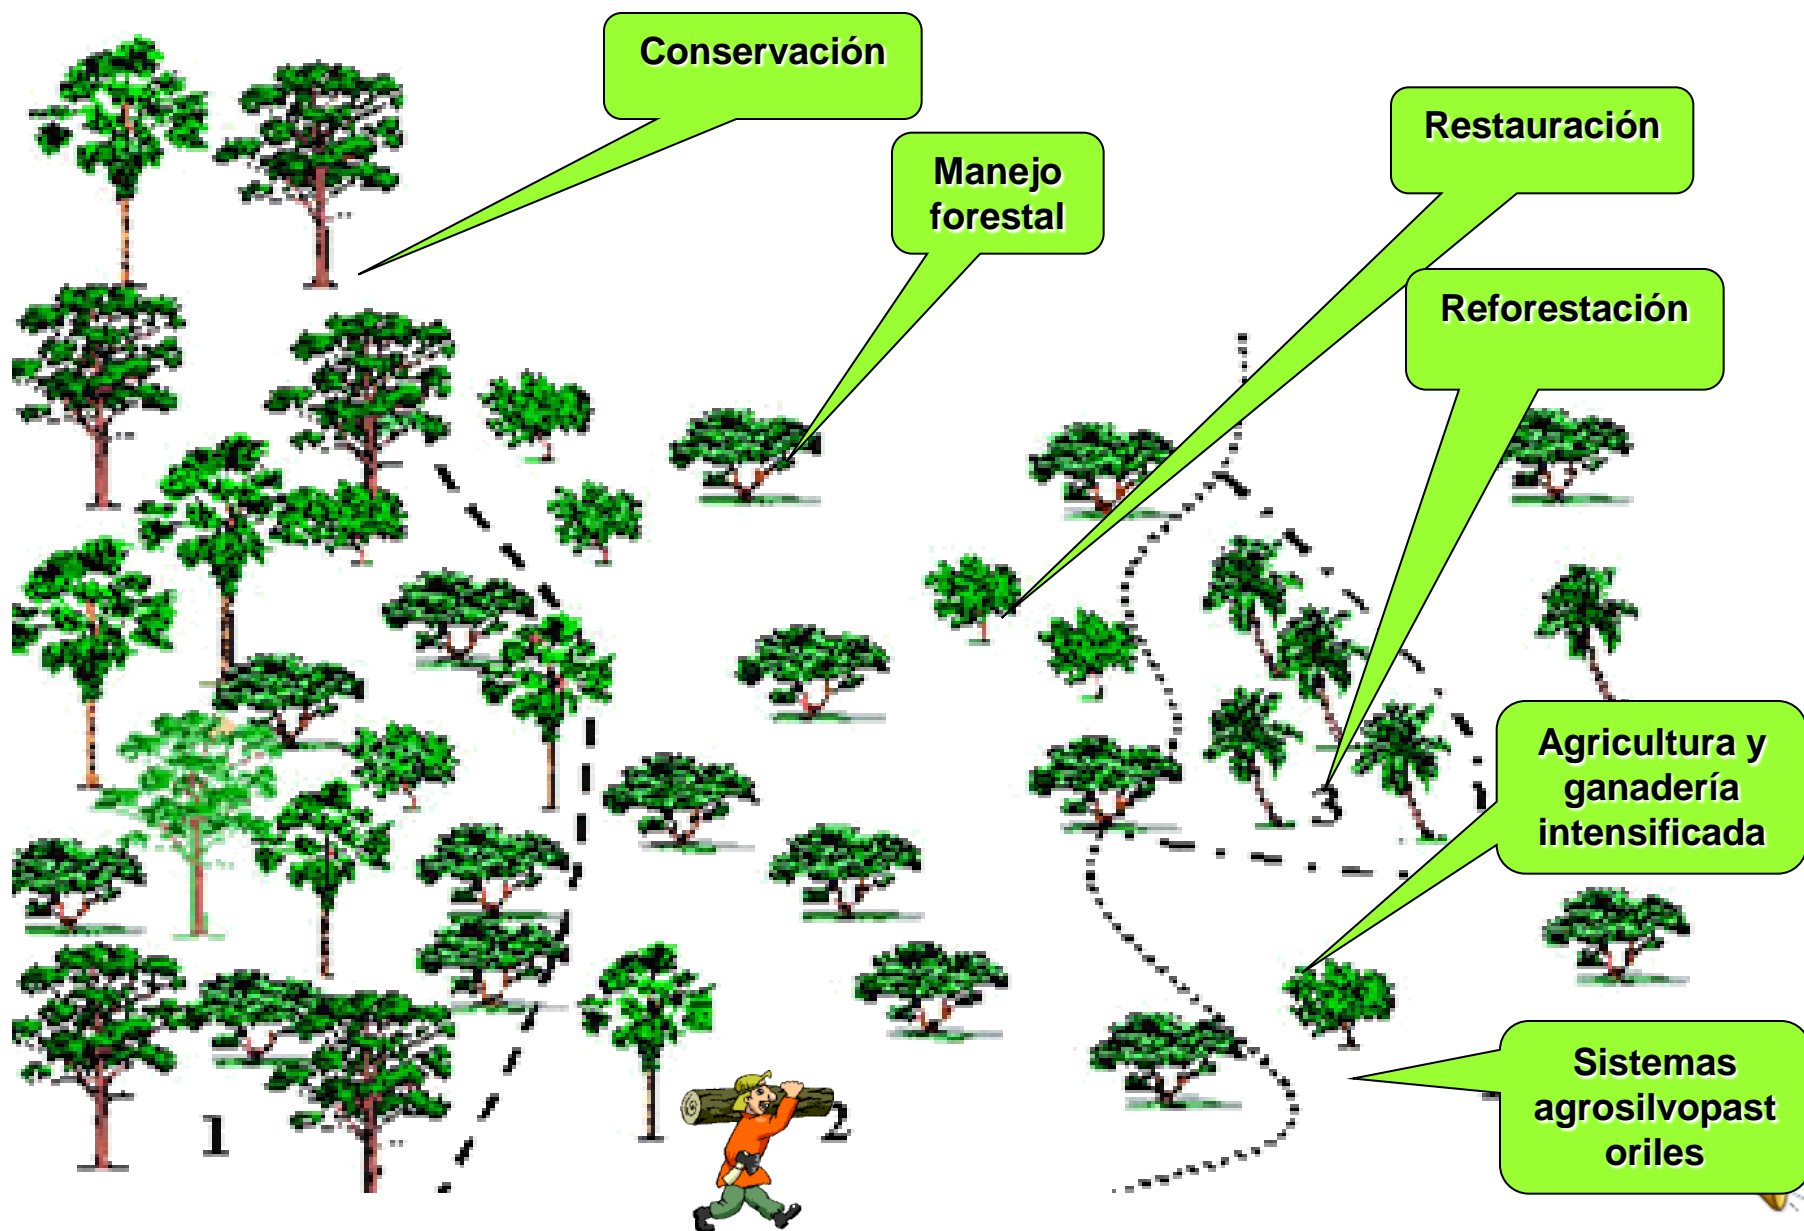 Conservación
Manejo
forestal
Restauración
Reforestación
Agricultura y
ganadería
intensificada
3
Sistemas
agrosilvopast
oriles
1
2